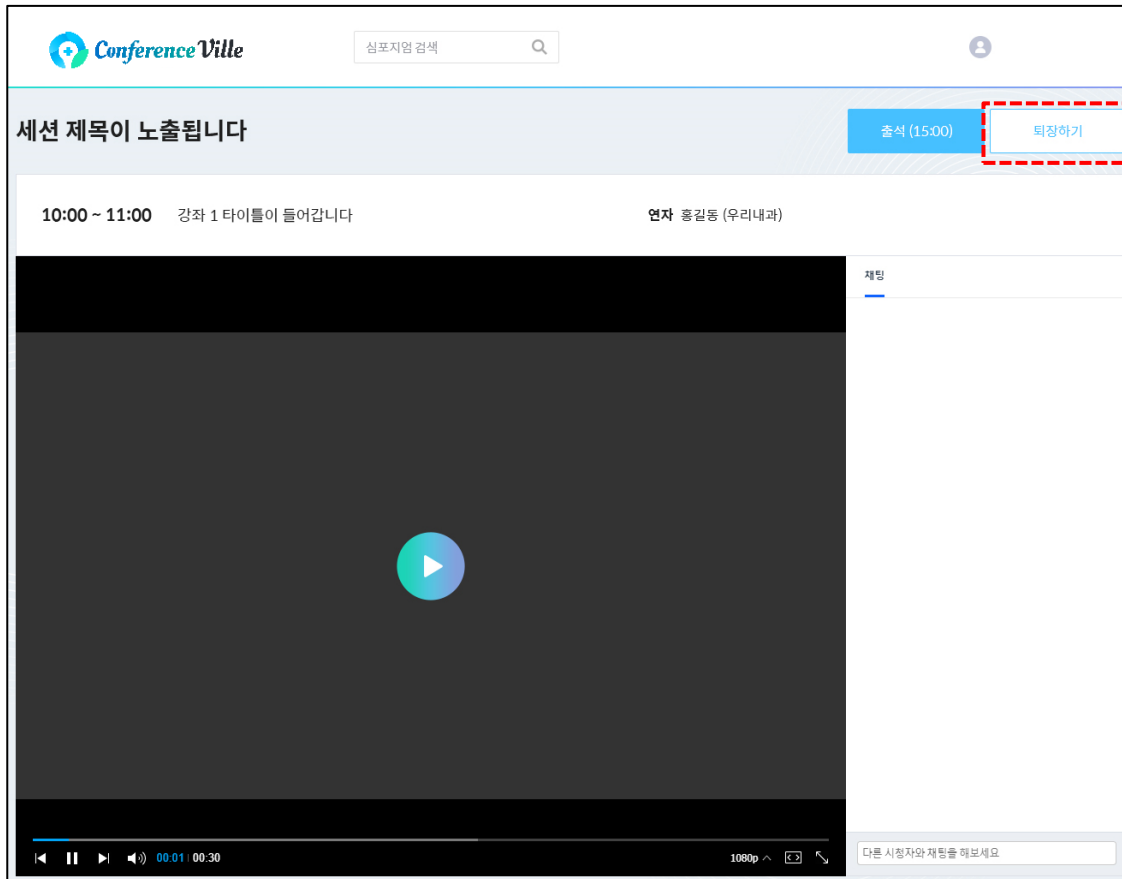 Conference Ville
심포지엄 검색
세션 제목이 노출됩니다
출석 (15:00)
퇴장하기
10:00 ~ 11:00 강좌 1 타이틀이 들어갑니다
연자 홍길동 (우리내과)
채팅
00:01 00:30
1080p
다른 시청자와 채팅을 해보세요